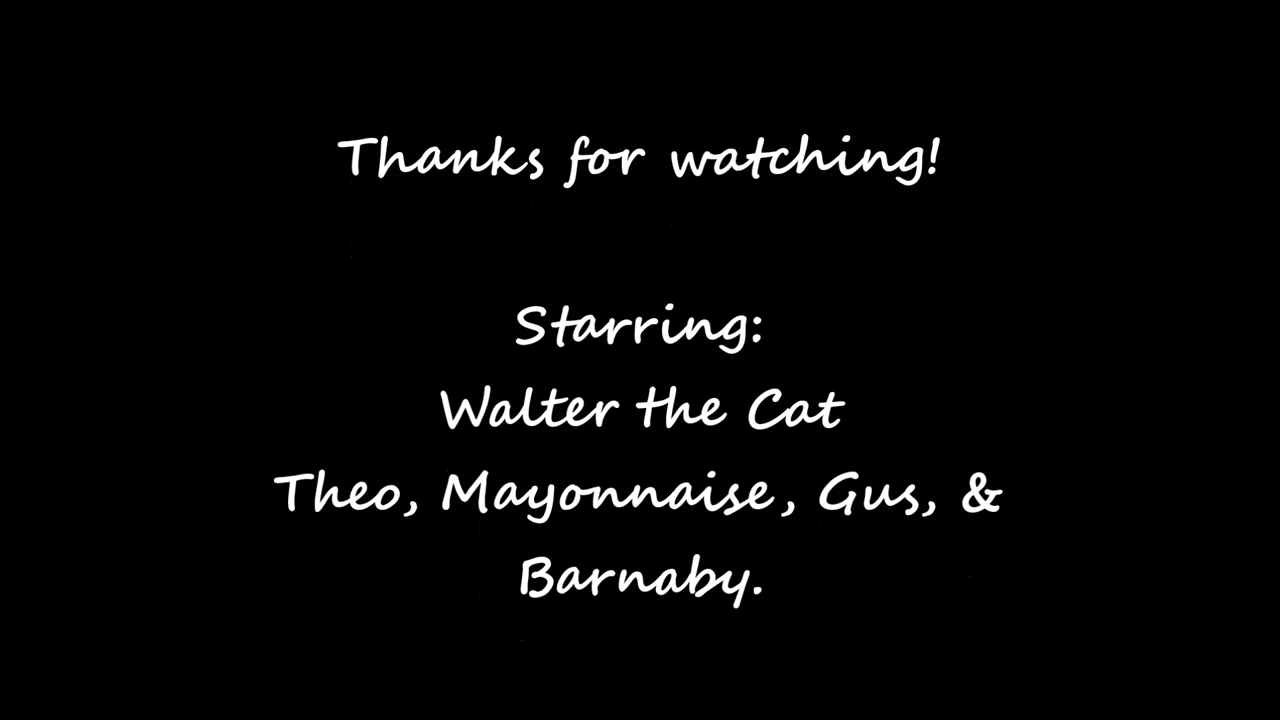 Thanks for watching!
Starring:
Walter the Cat
Theo, Mayonnaise, Gus, &
Barnaby.